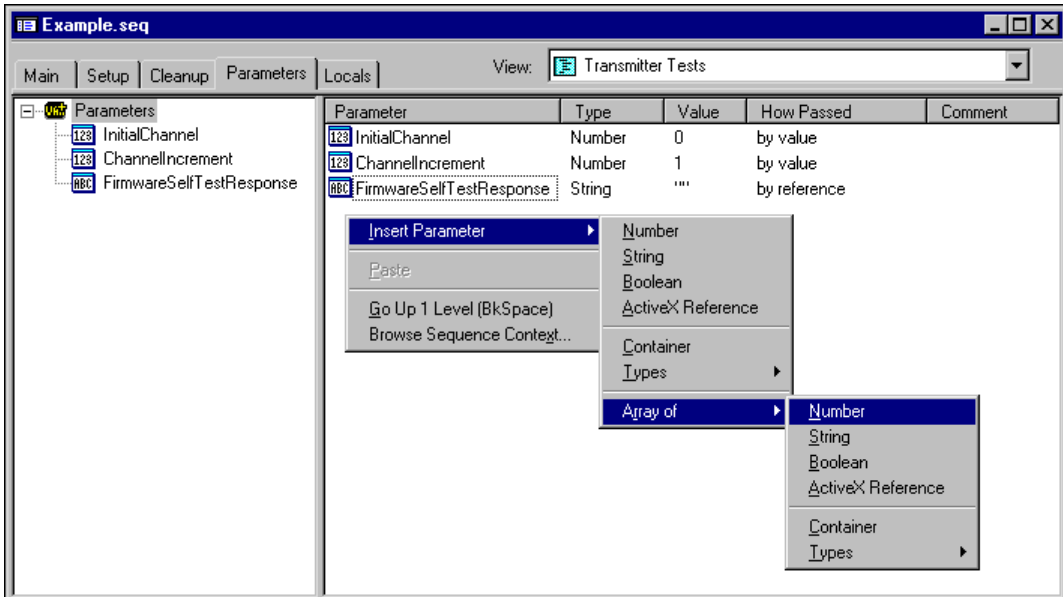 Example.seq
Main Setup Cleanup Parameters Locals View: Transmitter Tests
Parameters
InitialChannel
ChannelIncrement
FirmwareSelfTestResponse
Parameter Type Value How Passed Comment
InitialChannel Number 0 by value
ChannelIncrement Number 1 by value
FirmwareSelfTestResponse String "" by reference
Insert Parameter
Paste
Go Up 1 Level (BkSpace)
Browse Sequence Context...
Number
String
Boolean
ActiveX Reference
Container
Types
Array of
Number
String
Boolean
ActiveX Reference
Container
Types